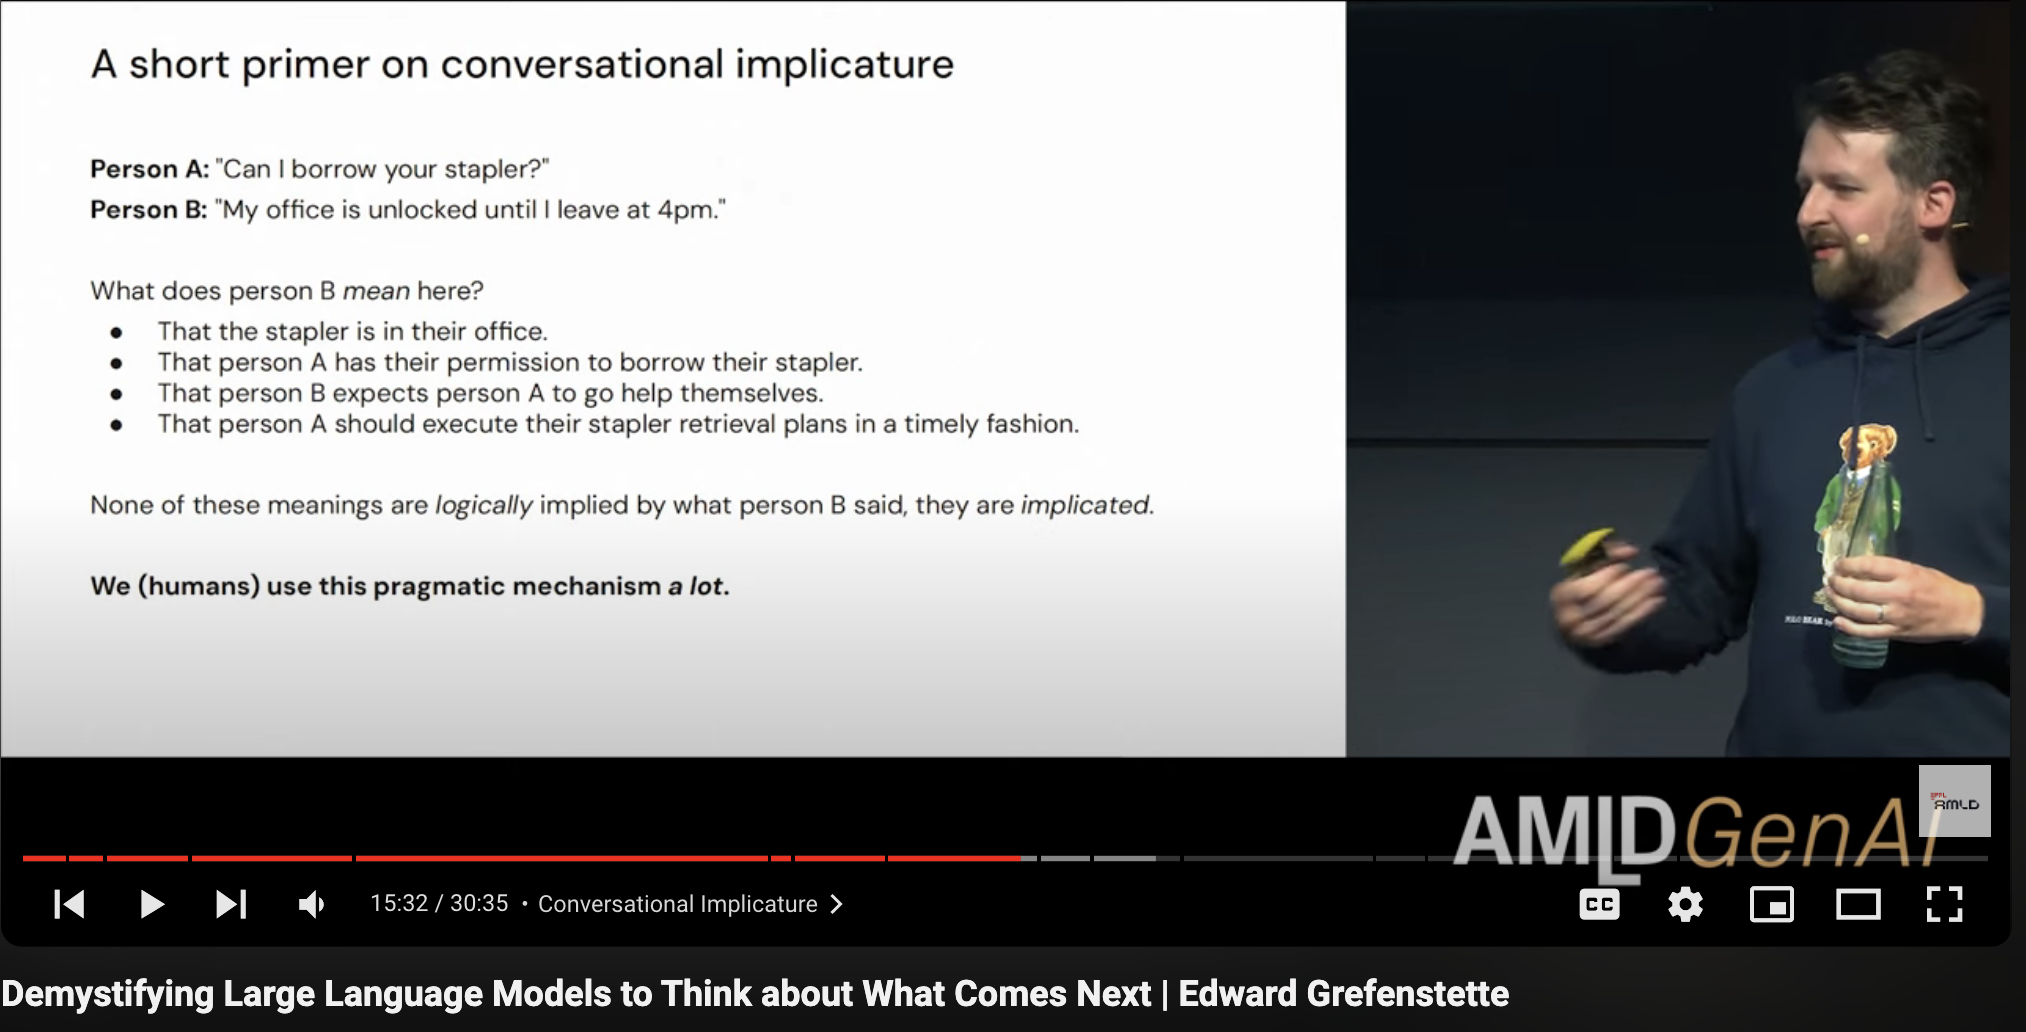 A short primer on conversational implicature
Person A: "Can I borrow your stapler?"
Person B: "My office is unlocked until I leave at 4pm."
What does person B mean here?
● That the stapler is in their office.
● That person A has their permission to borrow their stapler.
● That person B expects person A to go help themselves.
● That person A should execute their stapler retrieval plans in a timely fashion.
None of these meanings are logically implied by what person B said, they are implicated.
We (humans) use this pragmatic mechanism a lot.
POLO BEAR
EPFL
AMLD
AMLDGenAI
15:32 / 30:35 • Conversational Implicature
CC
Demystifying Large Language Models to Think about What Comes Next | Edward Grefenstette